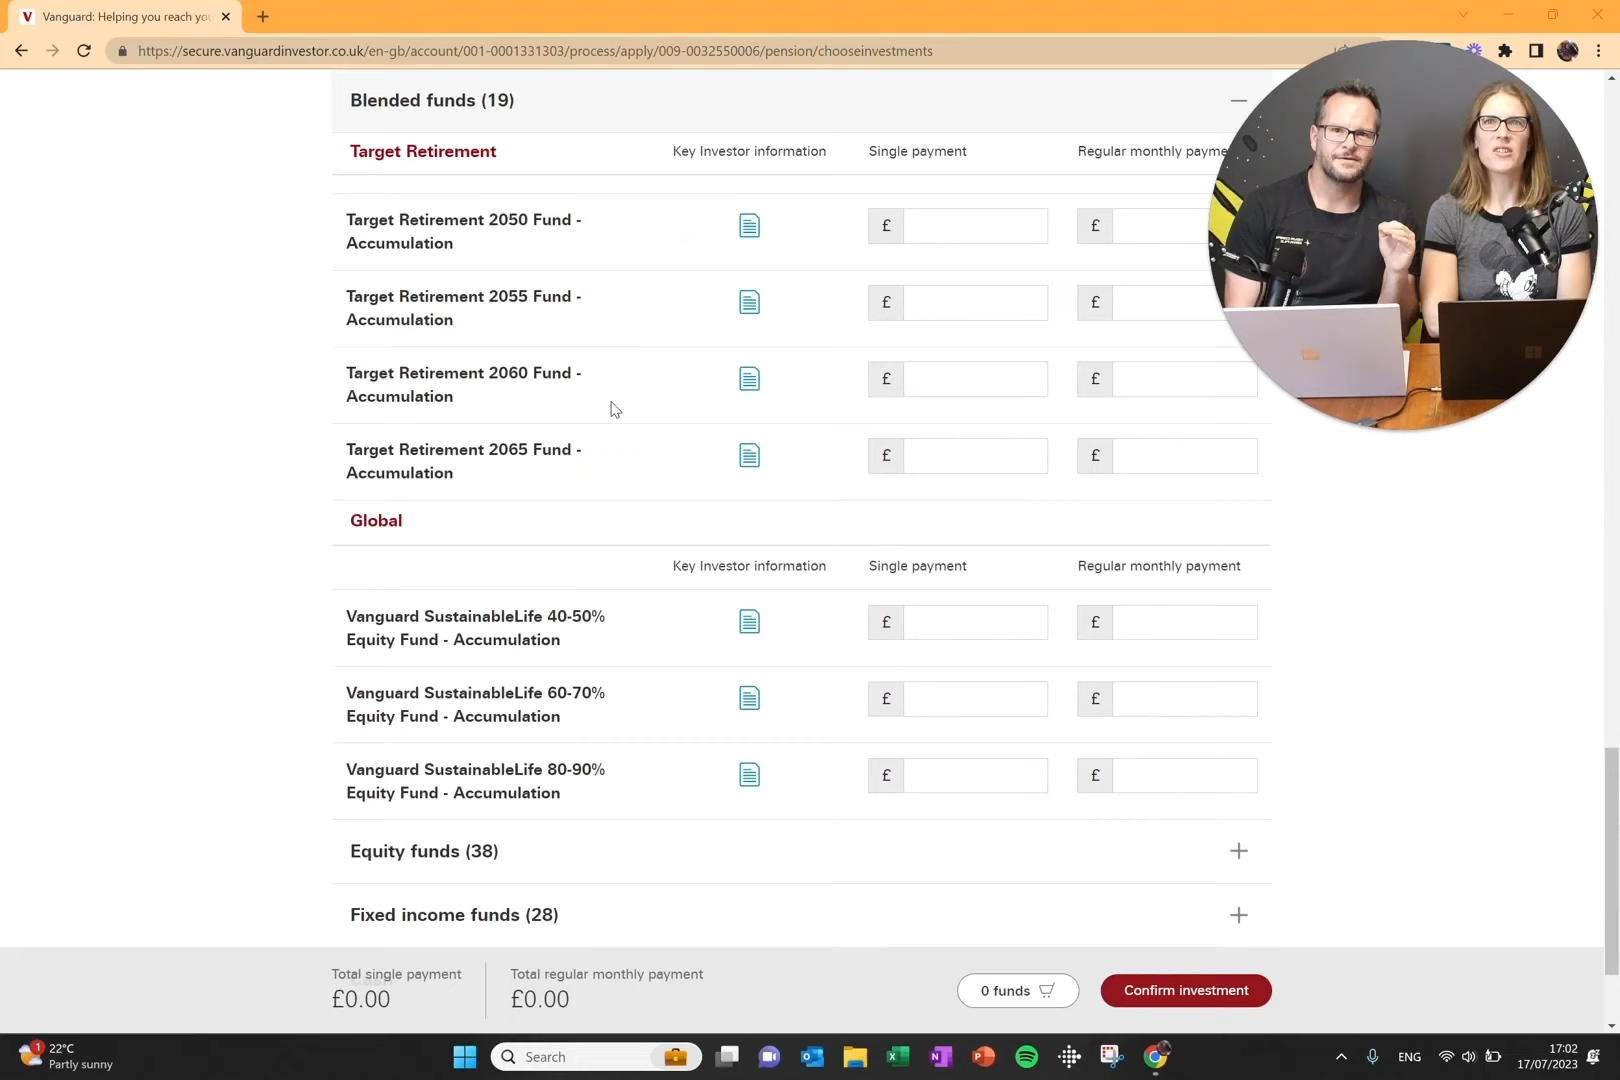 Vanguard: Helping you reach yo
https://secure.vanguardinvestor.co.uk/en-gb/account/001-0001331303/process/apply/009-0032550006/pension/chooseinvestments
Blended funds (19)
Target Retirement
Key Investor information
Single payment
Regular monthly payme
Target Retirement 2050 Fund -
Accumulation
£
£
Target Retirement 2055 Fund -
Accumulation
£
£
Target Retirement 2060 Fund -
Accumulation
£
£
Target Retirement 2065 Fund -
Accumulation
£
£
Global
Key Investor information
Single payment
Regular monthly payment
Vanguard SustainableLife 40-50%
Equity Fund - Accumulation
£
£
Vanguard SustainableLife 60-70%
Equity Fund - Accumulation
£
£
Vanguard SustainableLife 80-90%
Equity Fund - Accumulation
£
£
Equity funds (38)
Fixed income funds (28)
Cash
Total single payment
£0.00
Total regular monthly payment
£0.00
0 funds
Confirm investment
1
22°C
Partly sunny
Search
ENG
17:02
17/07/2023